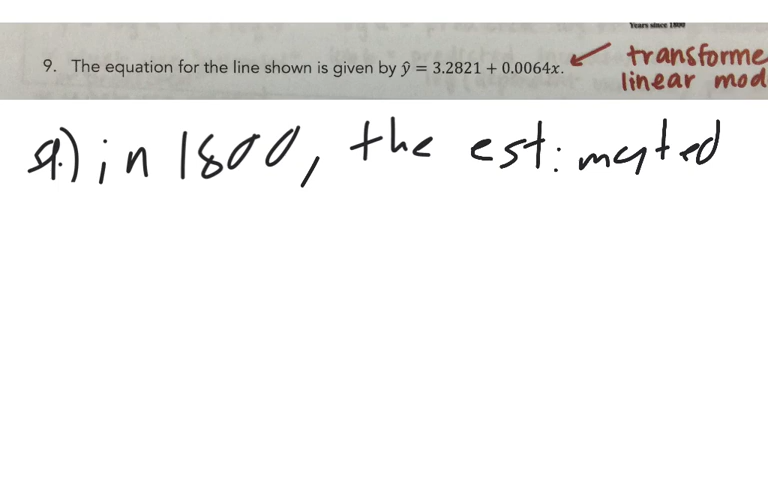 Years since 1800
9. The equation for the line shown is given by ŷ = 3.2821 + 0.0064x.
transforme
linear mod
a.) in 1800, the estimated